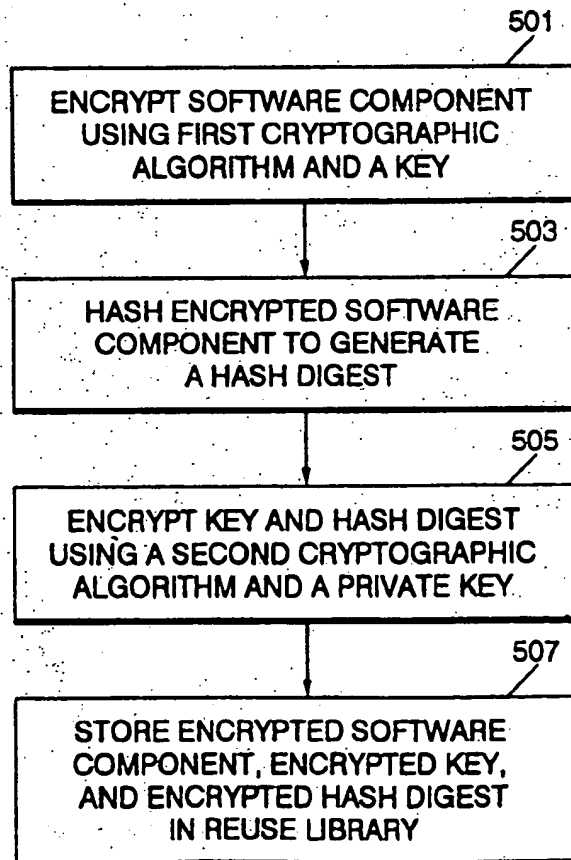 501
ENCRYPT SOFTWARE COMPONENT
USING FIRST CRYPTOGRAPHIC
ALGORITHM AND A KEY
503
HASH ENCRYPTED SOFTWARE
COMPONENT TO GENERATE
A HASH DIGEST
505
ENCRYPT KEY AND HASH DIGEST
USING A SECOND CRYPTOGRAPHIC
ALGORITHM AND A PRIVATE KEY
507
STORE ENCRYPTED SOFTWARE
COMPONENT, ENCRYPTED KEY,
AND ENCRYPTED HASH DIGEST
IN REUSE LIBRARY